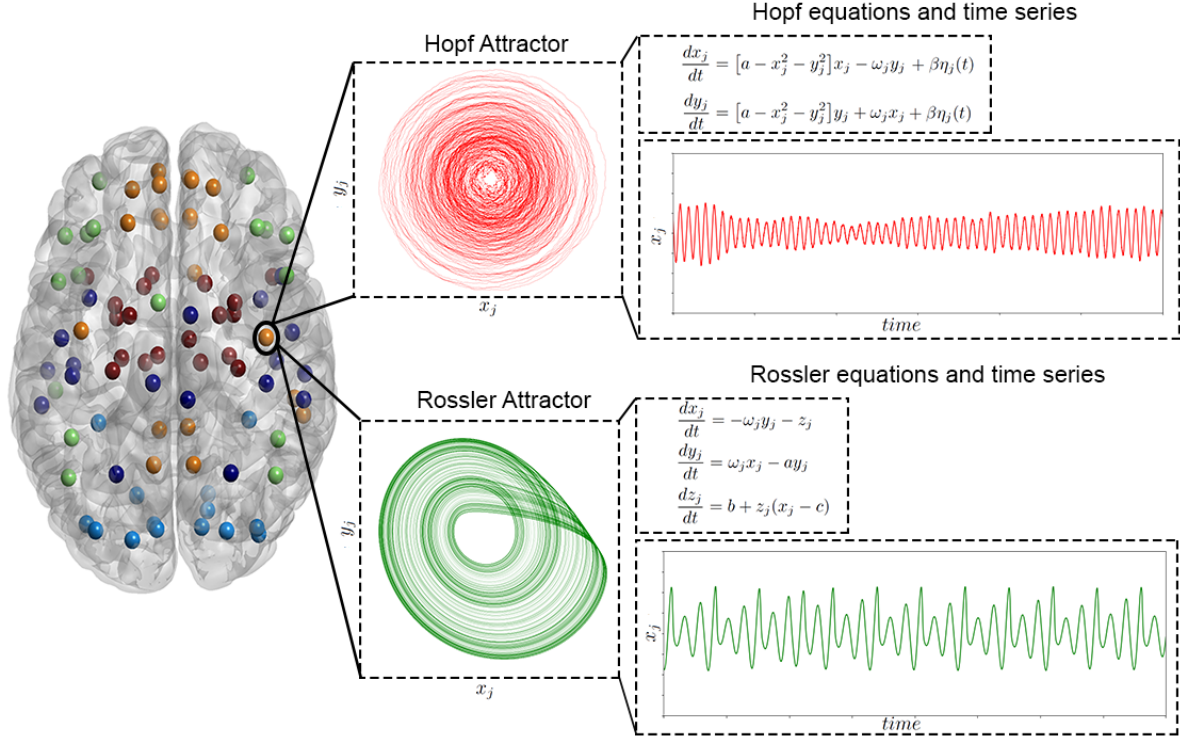 Hopf equations and time series
Hopf Attractor
dx_j/dt = [a − x_j^2 − y_j^2]x_j − ω_j y_j + βη_j(t)
dy_j/dt = [a − x_j^2 − y_j^2]y_j + ω_j x_j + βη_j(t)
y_j
x_j
x_j
time
Rossler equations and time series
Rossler Attractor
dx_j/dt = −ω_j y_j − z_j
dy_j/dt = ω_j x_j − ay_j
dz_j/dt = b + z_j(x_j − c)
y_j
x_j
x_j
time